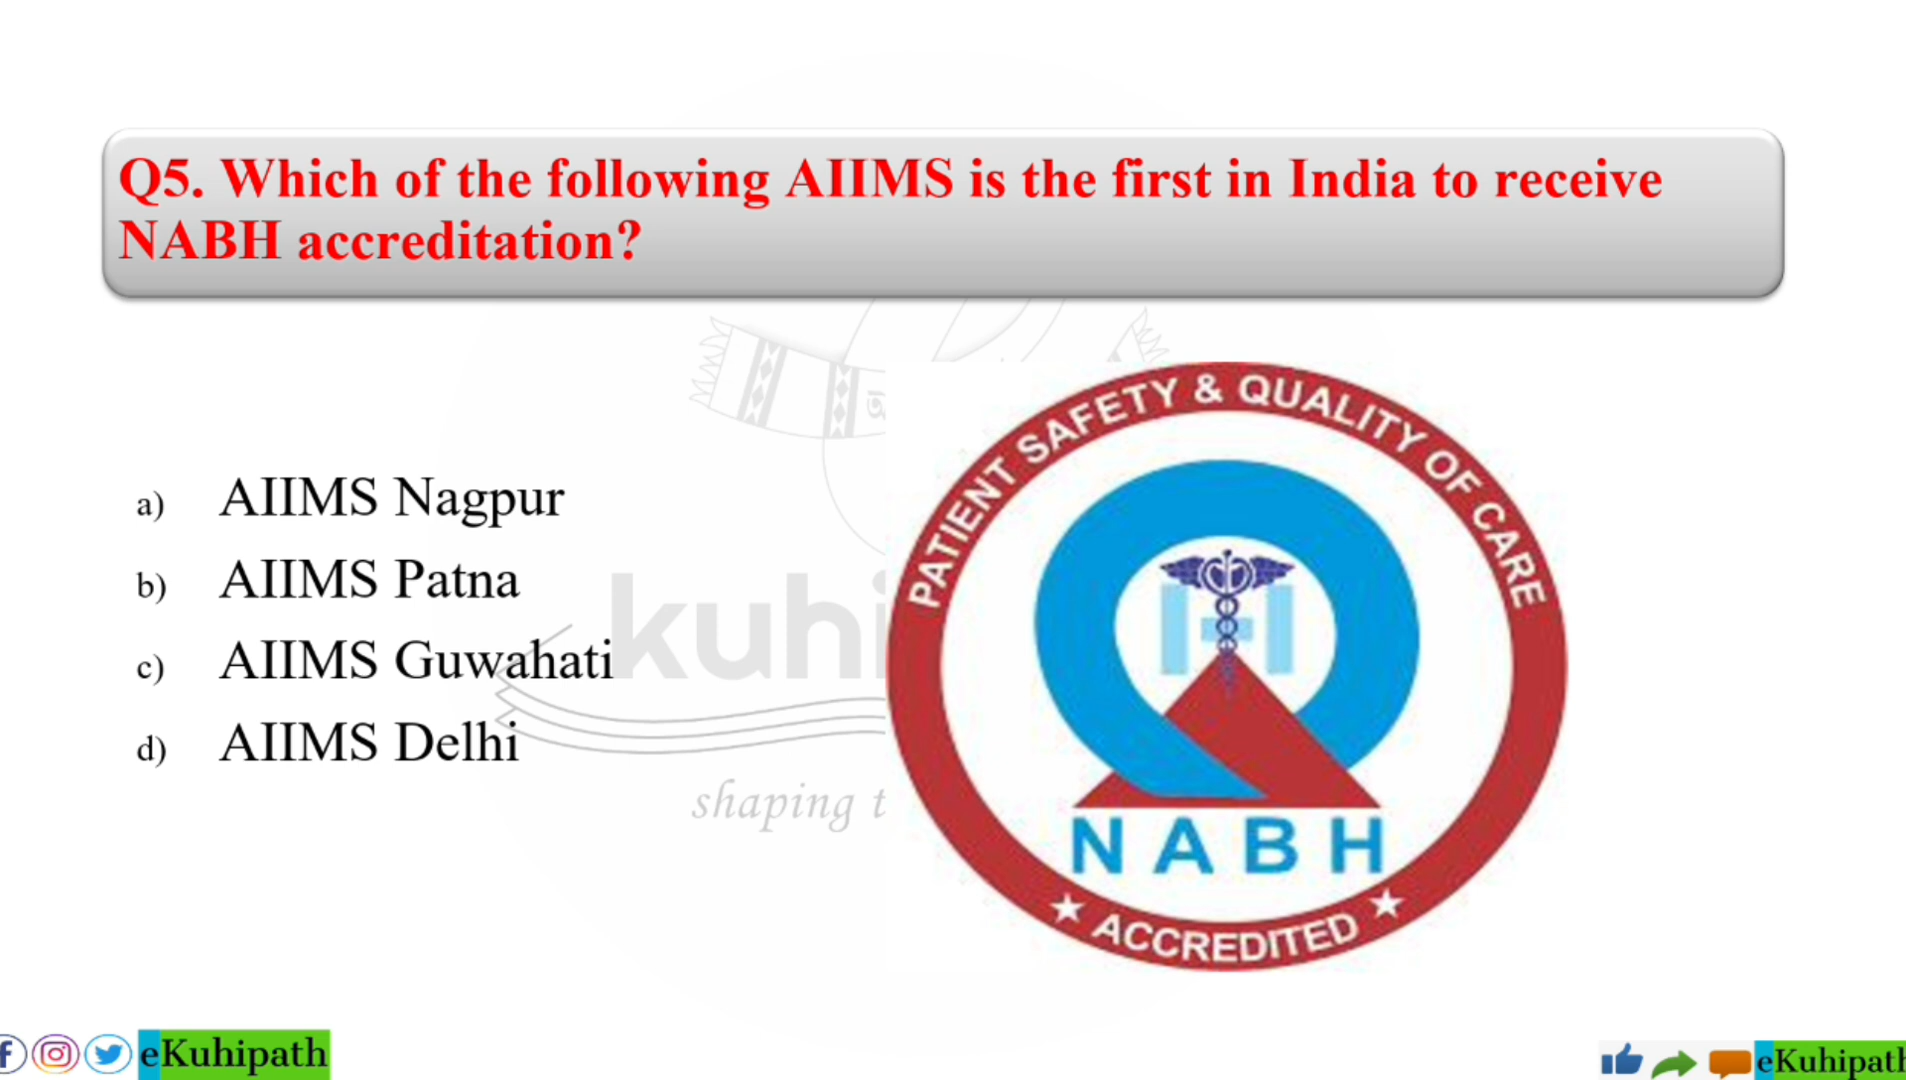 Q5. Which of the following AIIMS is the first in India to receive
NABH accreditation?
a) AIIMS Nagpur
b) AIIMS Patna
c) AIIMS Guwahati
d) AIIMS Delhi
kuhi
shaping t
PATIENT SAFETY & QUALITY OF CARE
H
NABH
★ ACCREDITED ★
eKuhipath
eKuhipath